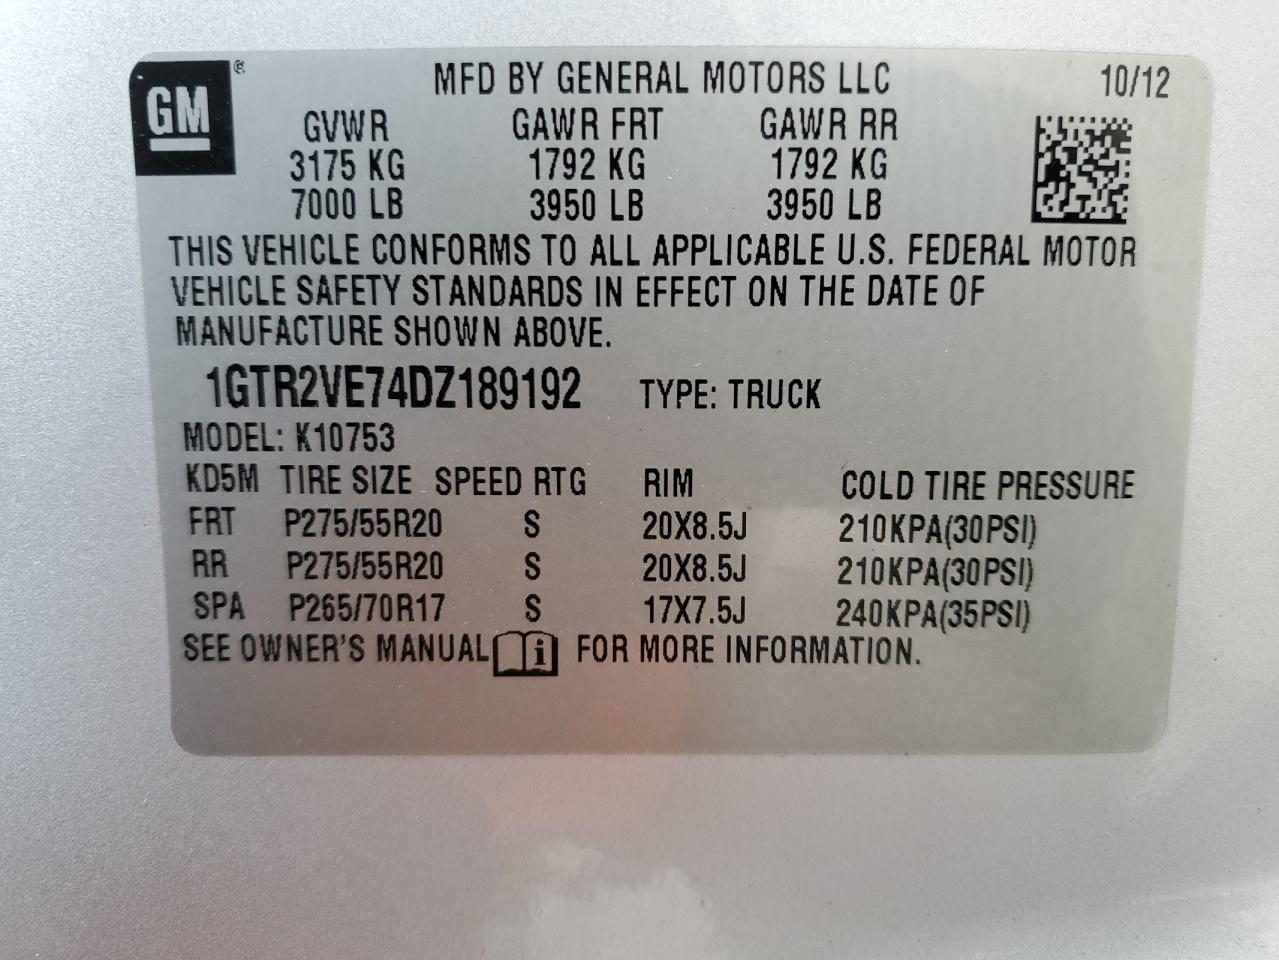 GM ® MFD BY GENERAL MOTORS LLC 10/12
GVWR GAWR FRT GAWR RR
3175 KG 1792 KG 1792 KG
7000 LB 3950 LB 3950 LB
THIS VEHICLE CONFORMS TO ALL APPLICABLE U.S. FEDERAL MOTOR
VEHICLE SAFETY STANDARDS IN EFFECT ON THE DATE OF
MANUFACTURE SHOWN ABOVE.
1GTR2VE74DZ189192 TYPE: TRUCK
MODEL: K10753
KD5M TIRE SIZE SPEED RTG RIM COLD TIRE PRESSURE
FRT P275/55R20 S 20X8.5J 210KPA(30PSI)
RR P275/55R20 S 20X8.5J 210KPA(30PSI)
SPA P265/70R17 S 17X7.5J 240KPA(35PSI)
SEE OWNER'S MANUAL i FOR MORE INFORMATION.